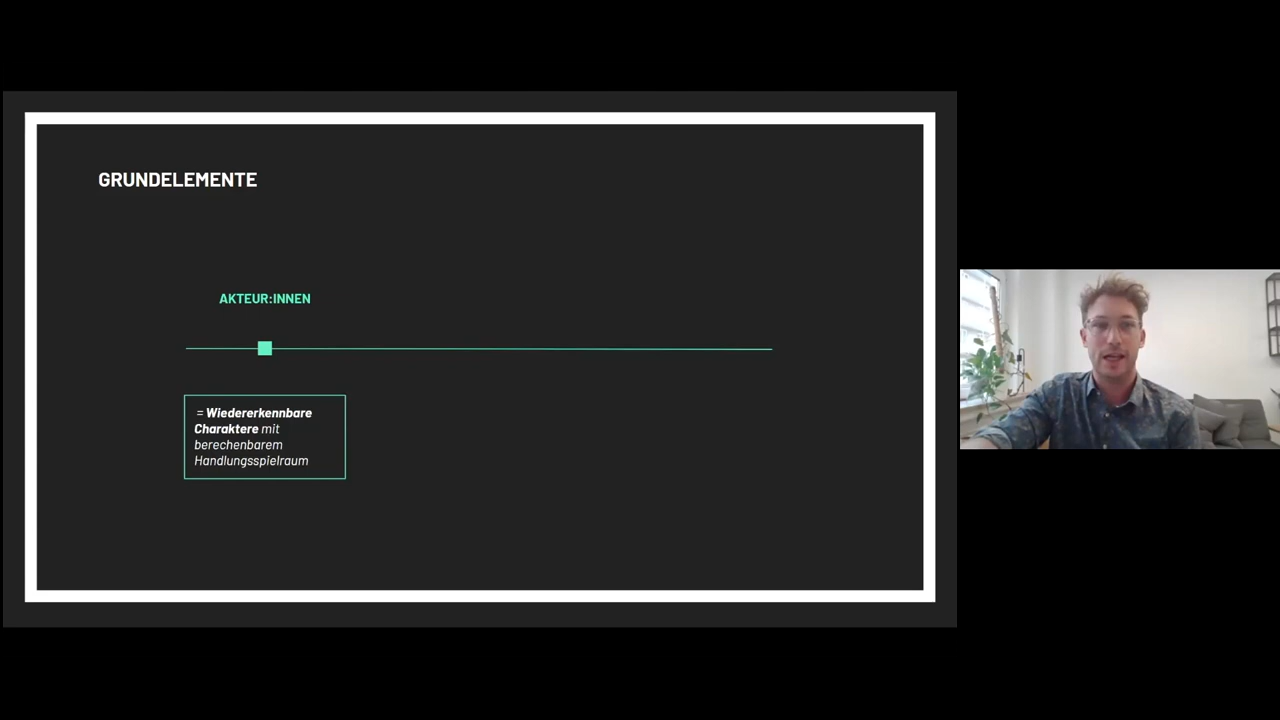 GRUNDELEMENTE
AKTEUR:INNEN
= Wiedererkennbare
Charaktere mit
berechenbarem
Handlungsspielraum